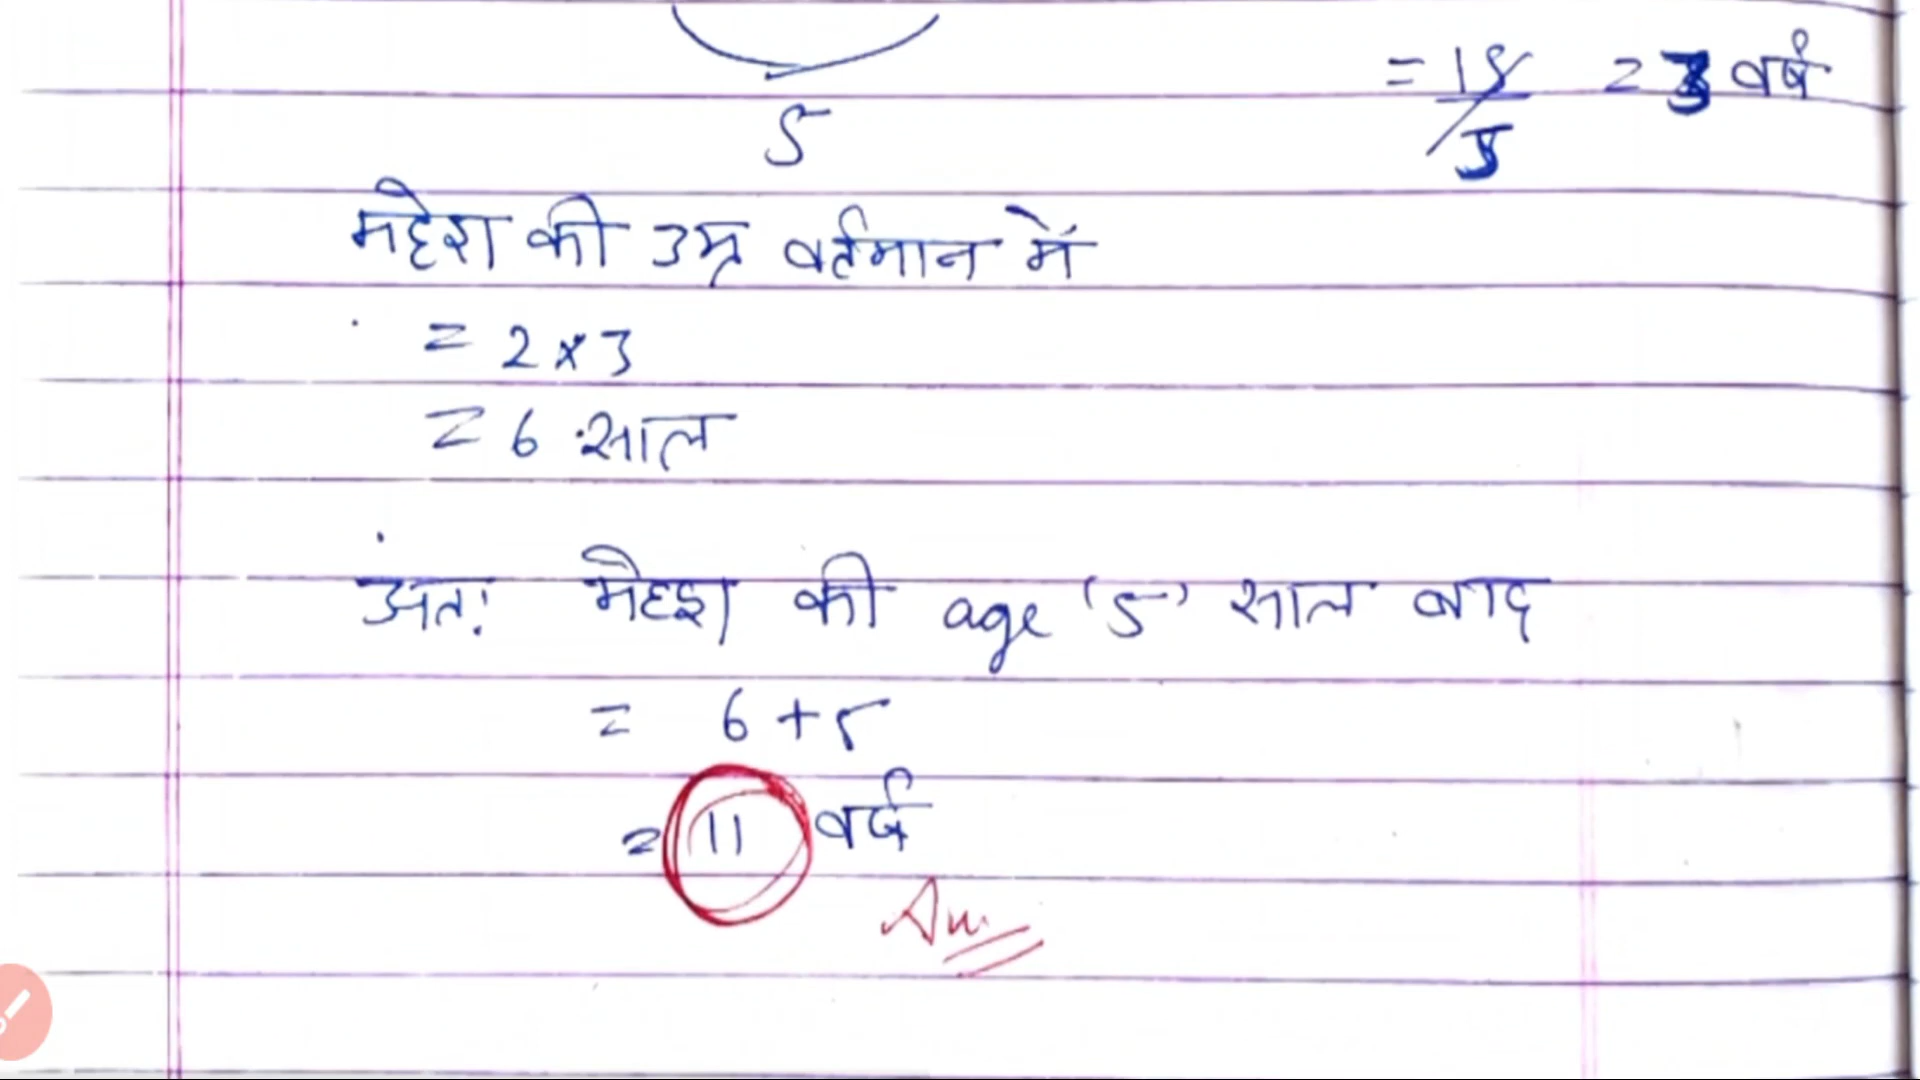 = 15/5 = 3 वर्ष
5
महेश की उम्र वर्तमान में
= 2 x 3
= 6 साल
अतः महेश की age '5' साल बाद
= 6 + 5
= 11 वर्ष
Ans